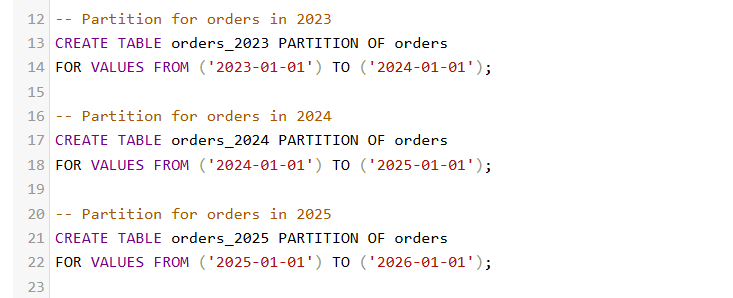 12 -- Partition for orders in 2023
13 CREATE TABLE orders_2023 PARTITION OF orders
14 FOR VALUES FROM ('2023-01-01') TO ('2024-01-01');
15
16 -- Partition for orders in 2024
17 CREATE TABLE orders_2024 PARTITION OF orders
18 FOR VALUES FROM ('2024-01-01') TO ('2025-01-01');
19
20 -- Partition for orders in 2025
21 CREATE TABLE orders_2025 PARTITION OF orders
22 FOR VALUES FROM ('2025-01-01') TO ('2026-01-01');
23